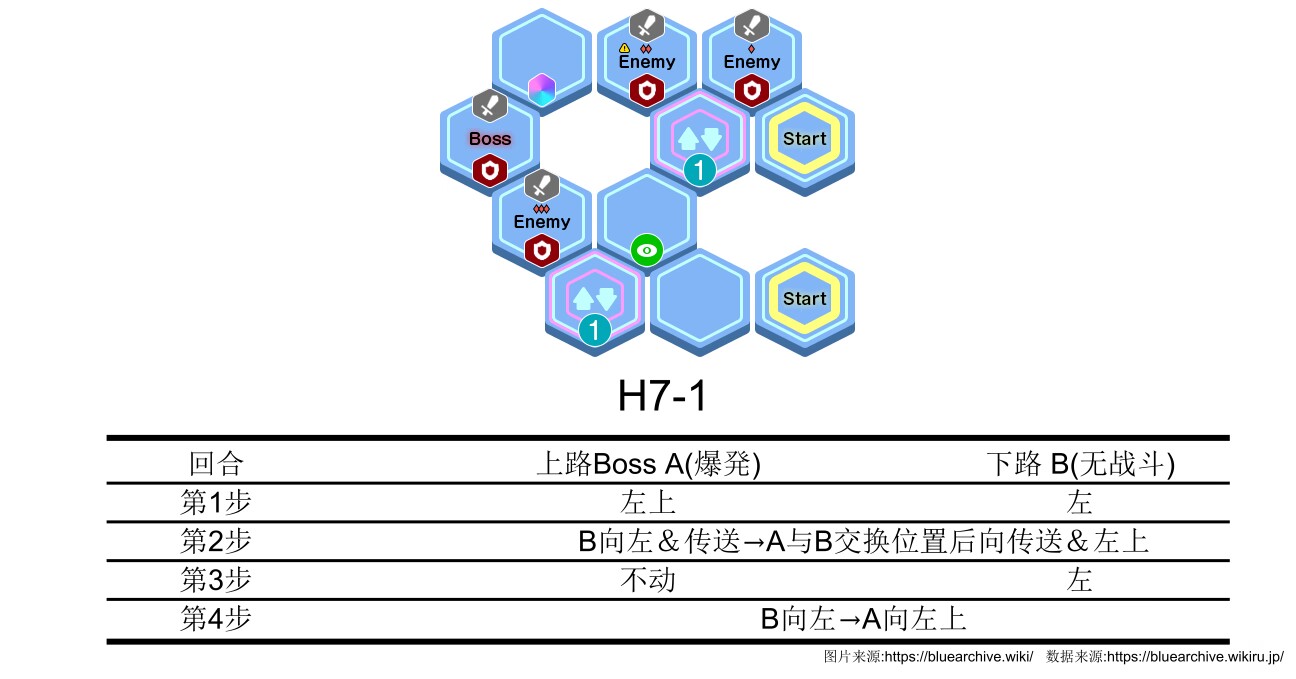 Enemy Enemy
Boss Start
Enemy
1
1 Start
H7-1
回合 上路Boss A(爆発) 下路 B(无战斗)
第1步 左上 左
第2步 B向左＆传送→A与B交换位置后向传送＆左上
第3步 不动 左
第4步 B向左→A向左上
图片来源:https://bluearchive.wiki/ 数据来源:https://bluearchive.wikiru.jp/